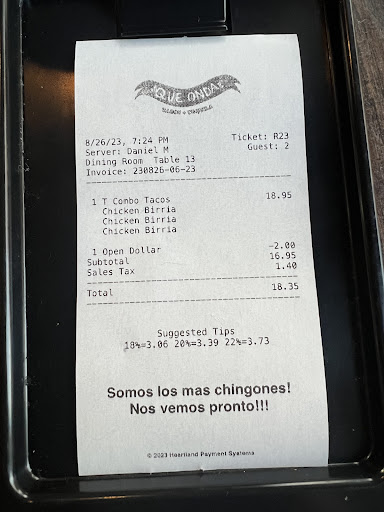 QUE ONDA
TACOS + TEQUILA
8/26/23, 7:24 PM Ticket: R23
Server: Daniel M Guest: 2
Dining Room Table 13
Invoice: 230826-06-23
1 T Combo Tacos 18.95
Chicken Birria
Chicken Birria
Chicken Birria
1 Open Dollar -2.00
Subtotal 16.95
Sales Tax 1.40
Total 18.35
Suggested Tips
18%=3.06 20%=3.39 22%=3.73
Somos los mas chingones!
Nos vemos pronto!!!
© 2023 Heartland Payment Systems